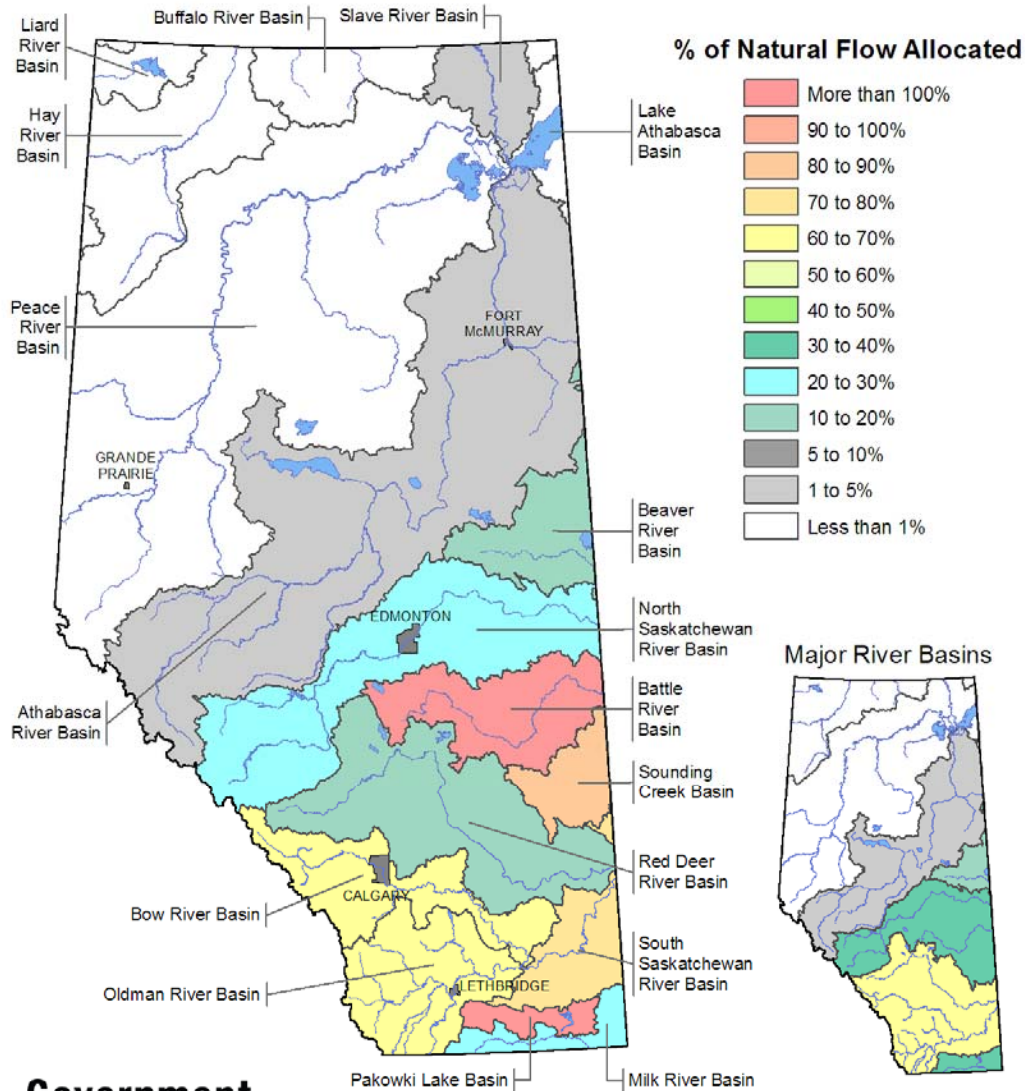 Liard
River
Basin
Buffalo River Basin
Slave River Basin
Hay
River
Basin
Lake
Athabasca
Basin
Peace
River
Basin
FORT
McMURRAY
GRANDE
PRAIRIE
Beaver
River
Basin
EDMONTON
North
Saskatchewan
River Basin
Athabasca
River Basin
Battle
River
Basin
Sounding
Creek Basin
Red Deer
River Basin
CALGARY
Bow River Basin
South
Saskatchewan
River Basin
Oldman River Basin
LETHBRIDGE
Pakowki Lake Basin
Milk River Basin
% of Natural Flow Allocated
More than 100%
90 to 100%
80 to 90%
70 to 80%
60 to 70%
50 to 60%
40 to 50%
30 to 40%
20 to 30%
10 to 20%
5 to 10%
1 to 5%
Less than 1%
Major River Basins
Government